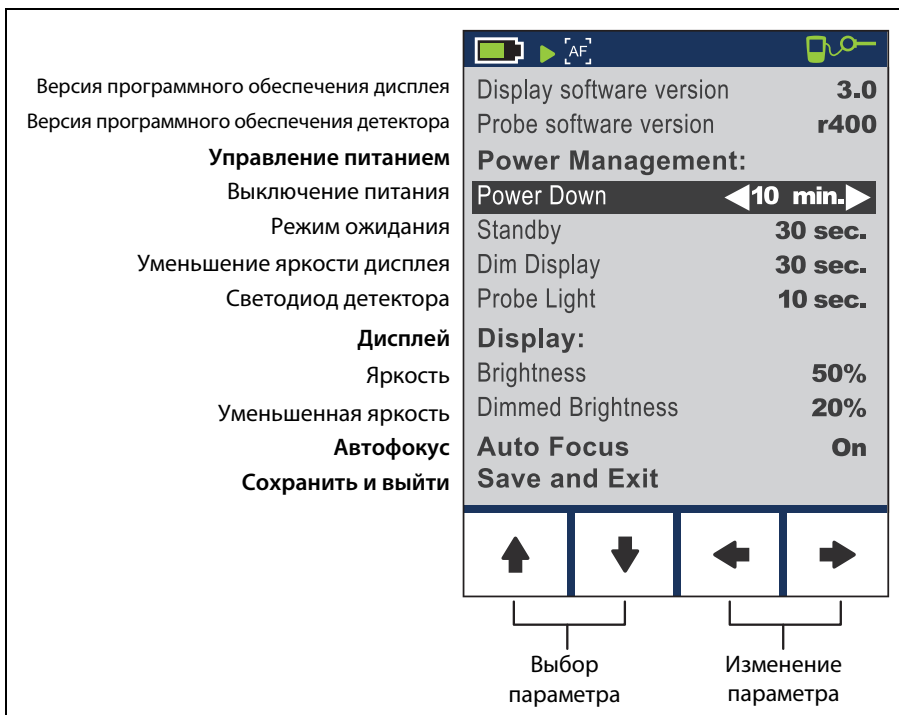 AF
Версия программного обеспечения дисплея Display software version 3.0
Версия программного обеспечения детектора Probe software version r400
Управление питанием Power Management:
Выключение питания Power Down 10 min.
Режим ожидания Standby 30 sec.
Уменьшение яркости дисплея Dim Display 30 sec.
Светодиод детектора Probe Light 10 sec.
Дисплей Display:
Яркость Brightness 50%
Уменьшенная яркость Dimmed Brightness 20%
Автофокус Auto Focus On
Сохранить и выйти Save and Exit
Выбор параметра
Изменение параметра